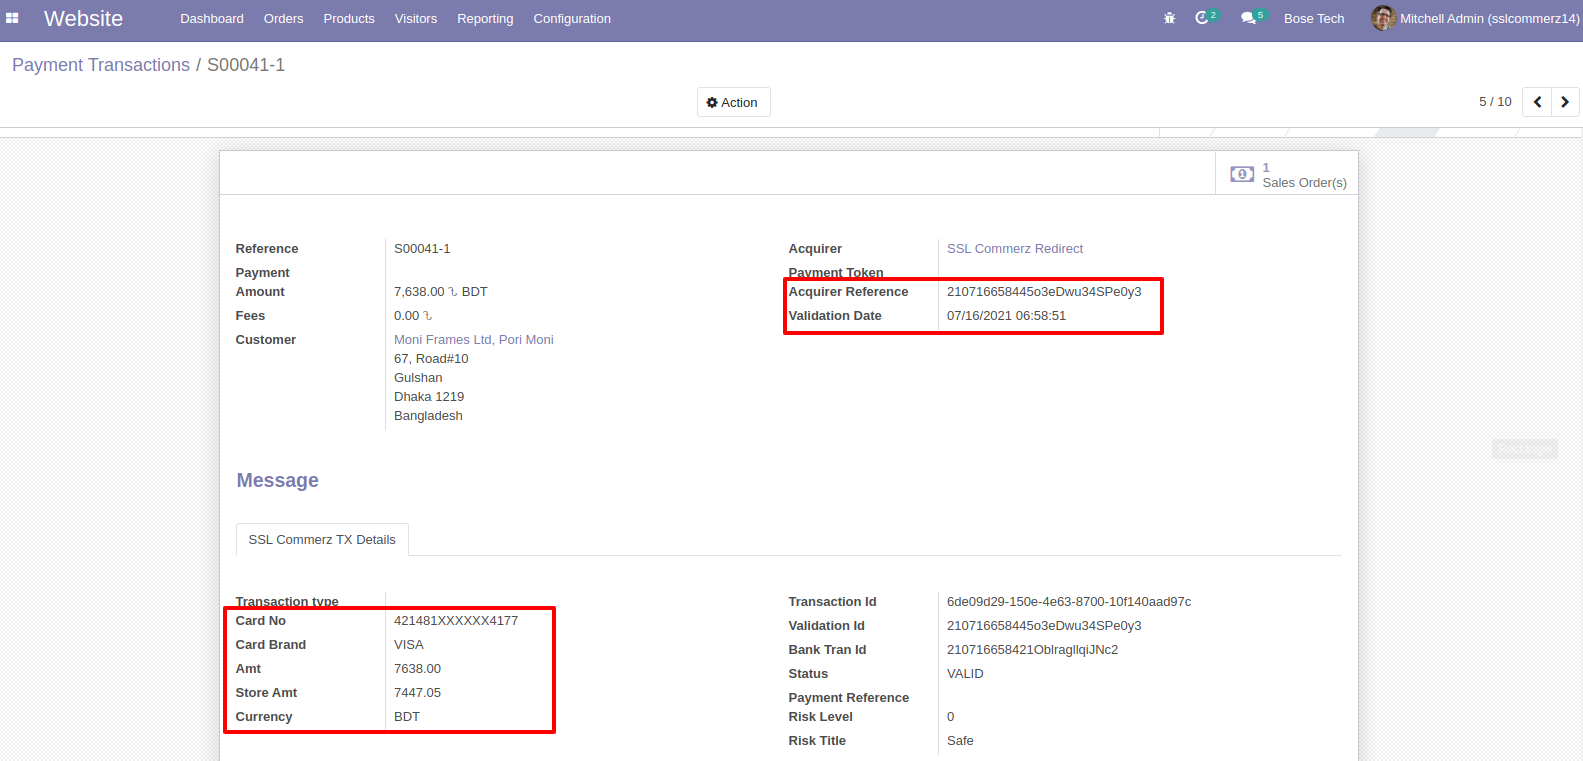 Website Dashboard Orders Products Visitors Reporting Configuration 2 5 Bose Tech Mitchell Admin (sslcommerz14)
Payment Transactions / S00041-1
Action 5 / 10
1
Sales Order(s)
Reference S00041-1
Payment
Amount 7,638.00 ৳ BDT
Fees 0.00 ৳
Customer Moni Frames Ltd, Pori Moni
67, Road#10
Gulshan
Dhaka 1219
Bangladesh
Acquirer SSL Commerz Redirect
Payment Token
Acquirer Reference 210716658445o3eDwu34SPe0y3
Validation Date 07/16/2021 06:58:51
Rectangle
Message
SSL Commerz TX Details
Transaction type
Card No 421481XXXXXX4177
Card Brand VISA
Amt 7638.00
Store Amt 7447.05
Currency BDT
Transaction Id 6de09d29-150e-4e63-8700-10f140aad97c
Validation Id 210716658445o3eDwu34SPe0y3
Bank Tran Id 210716658421OblragllqiJNc2
Status VALID
Payment Reference
Risk Level 0
Risk Title Safe